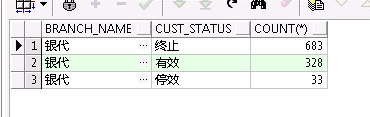 BRANCH_NAME CUST_STATUS COUNT(*)
1 银代 ··· 终止 683
2 银代 ··· 有效 328
3 银代 ··· 停效 33